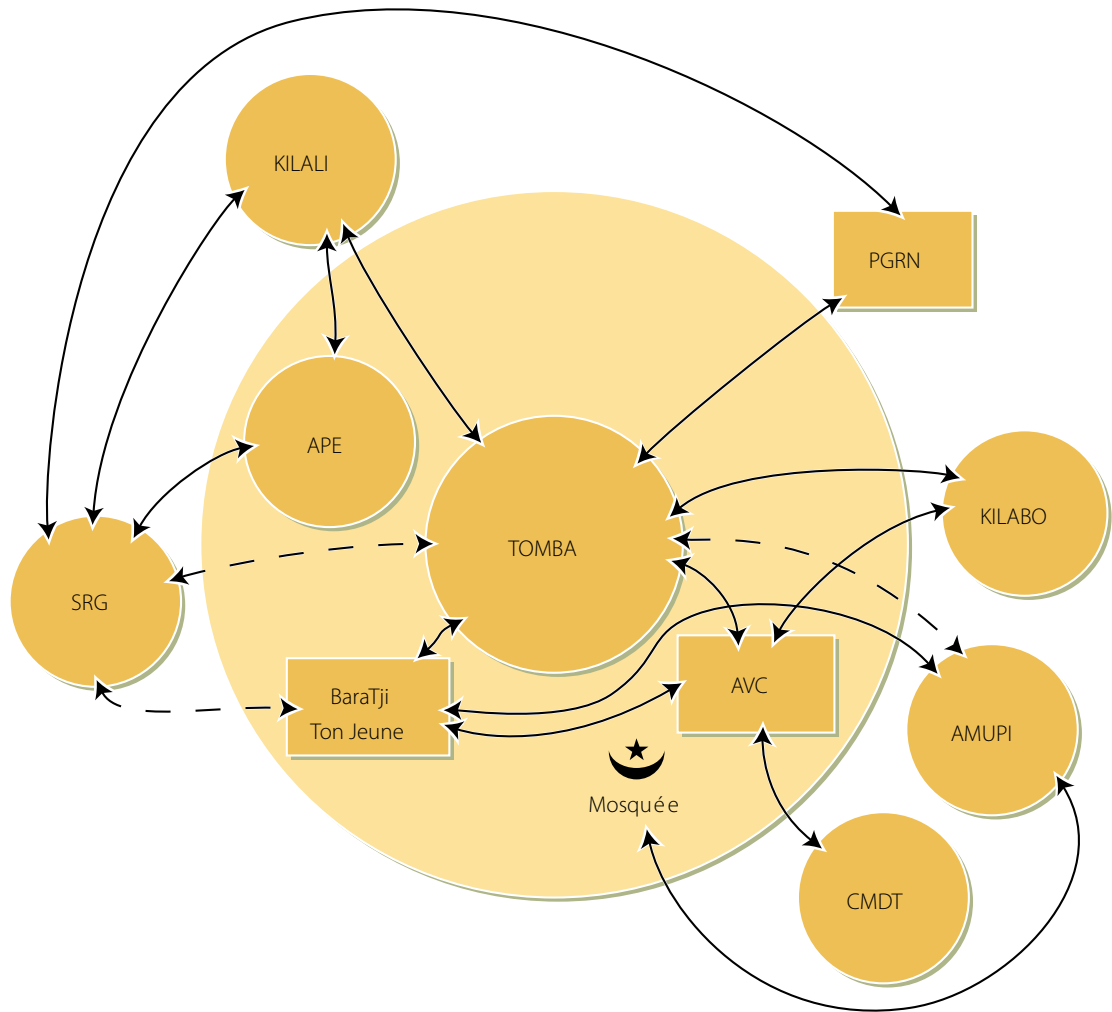 KILALI
PGRN
APE
KILABO
TOMBA
SRG
BaraTji
Ton Jeune
AVC
AMUPI
Mosquée
CMDT